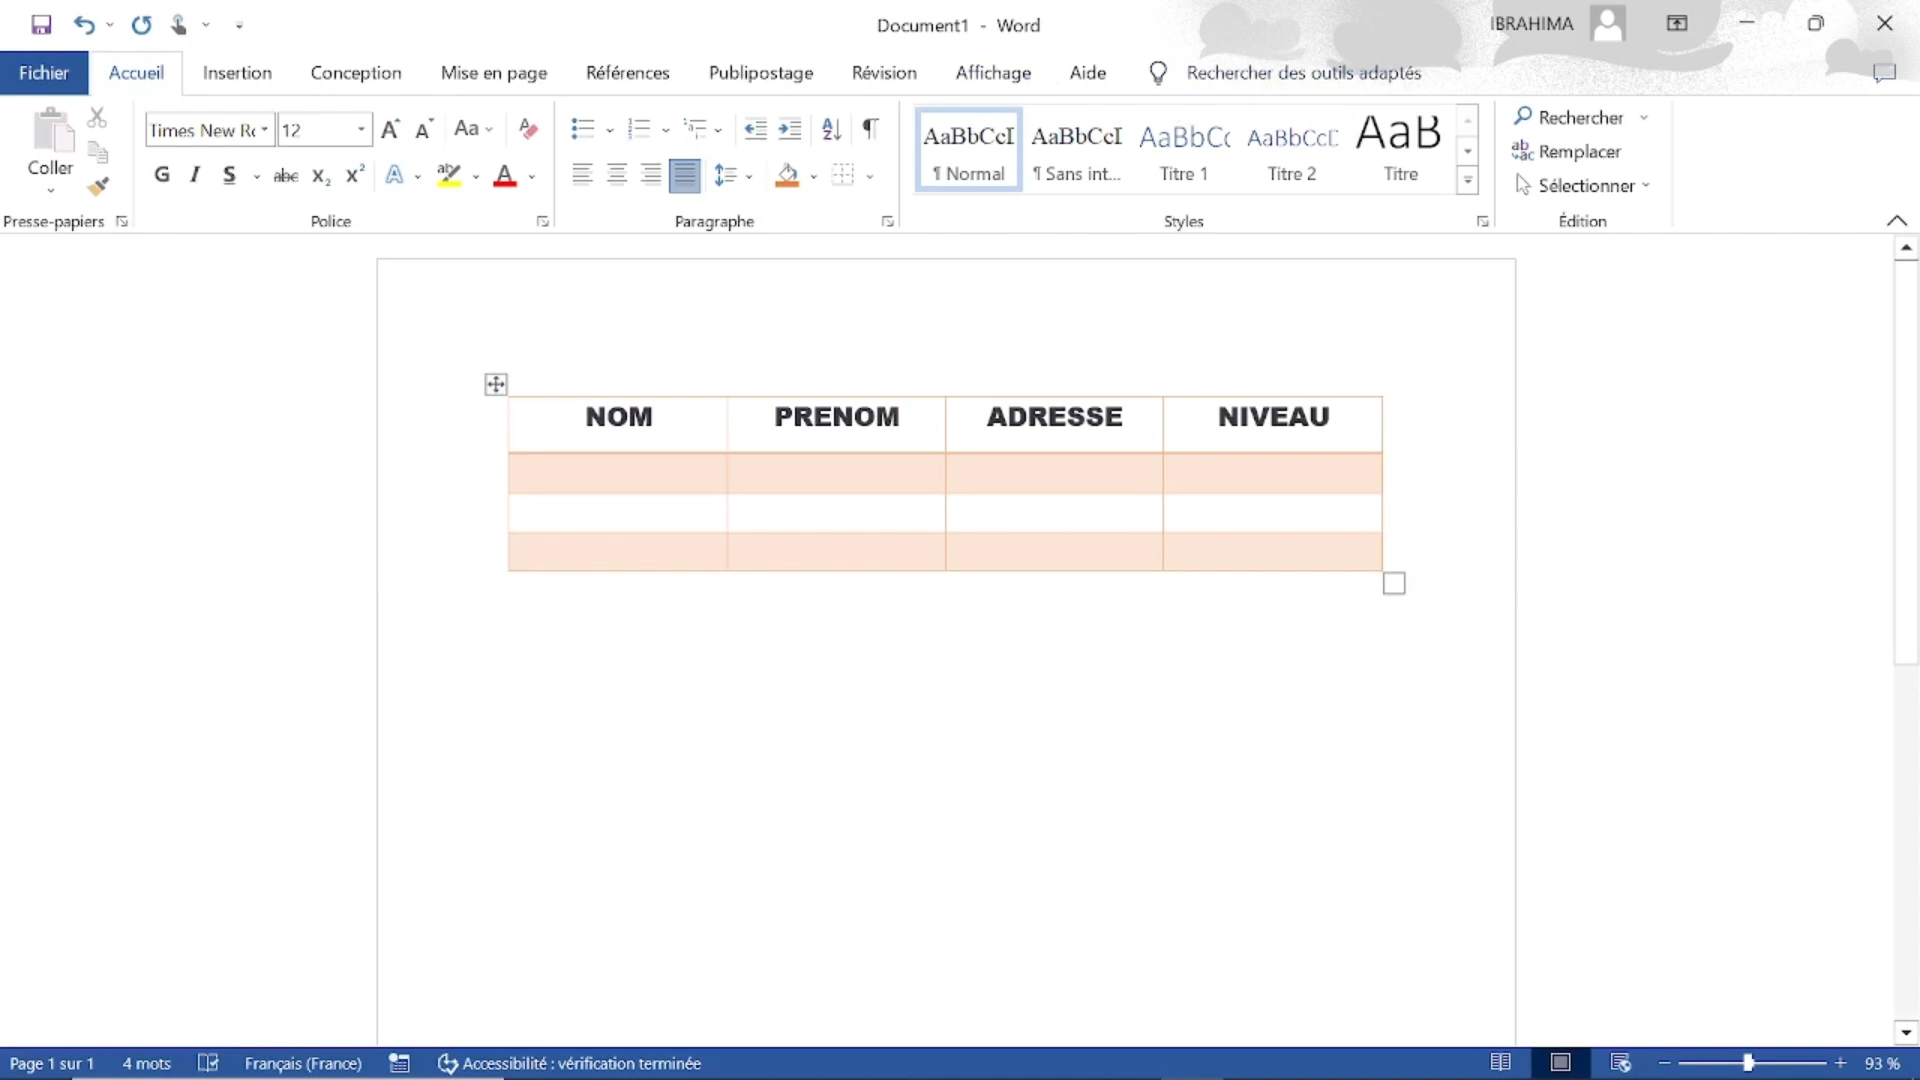 Document1 - Word
IBRAHIMA
Fichier Accueil Insertion Conception Mise en page Références Publipostage Révision Affichage Aide Rechercher des outils adaptés
Coller
Times New Rc 12 A A Aa
G I S abc x₂ x² A aby A
AaBbCcI AaBbCcI AaBbCc AaBbCcD AaB
¶ Normal ¶ Sans int... Titre 1 Titre 2 Titre
Rechercher
Remplacer
Sélectionner
Presse-papiers Police Paragraphe Styles Édition
NOM PRENOM ADRESSE NIVEAU
Page 1 sur 1 4 mots Français (France) Accessibilité : vérification terminée 93 %